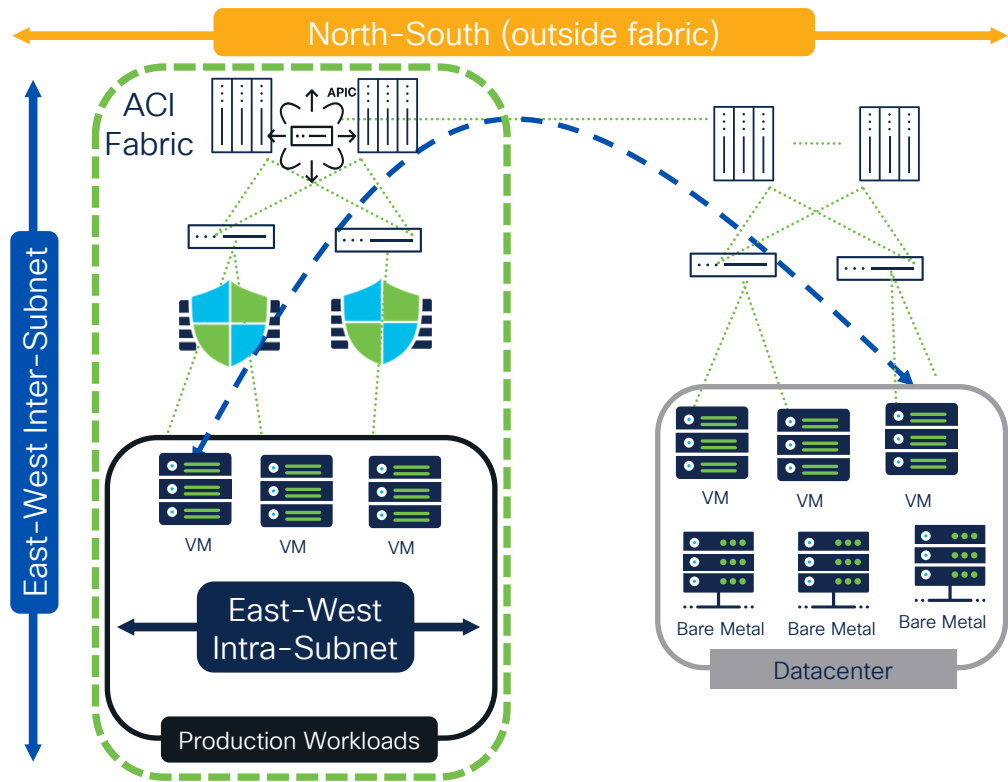 North-South (outside fabric)
ACI
Fabric
APIC
East-West Inter-Subnet
VM
VM
VM
East-West
Intra-Subnet
Production Workloads
VM
VM
VM
Bare Metal
Bare Metal
Bare Metal
Datacenter